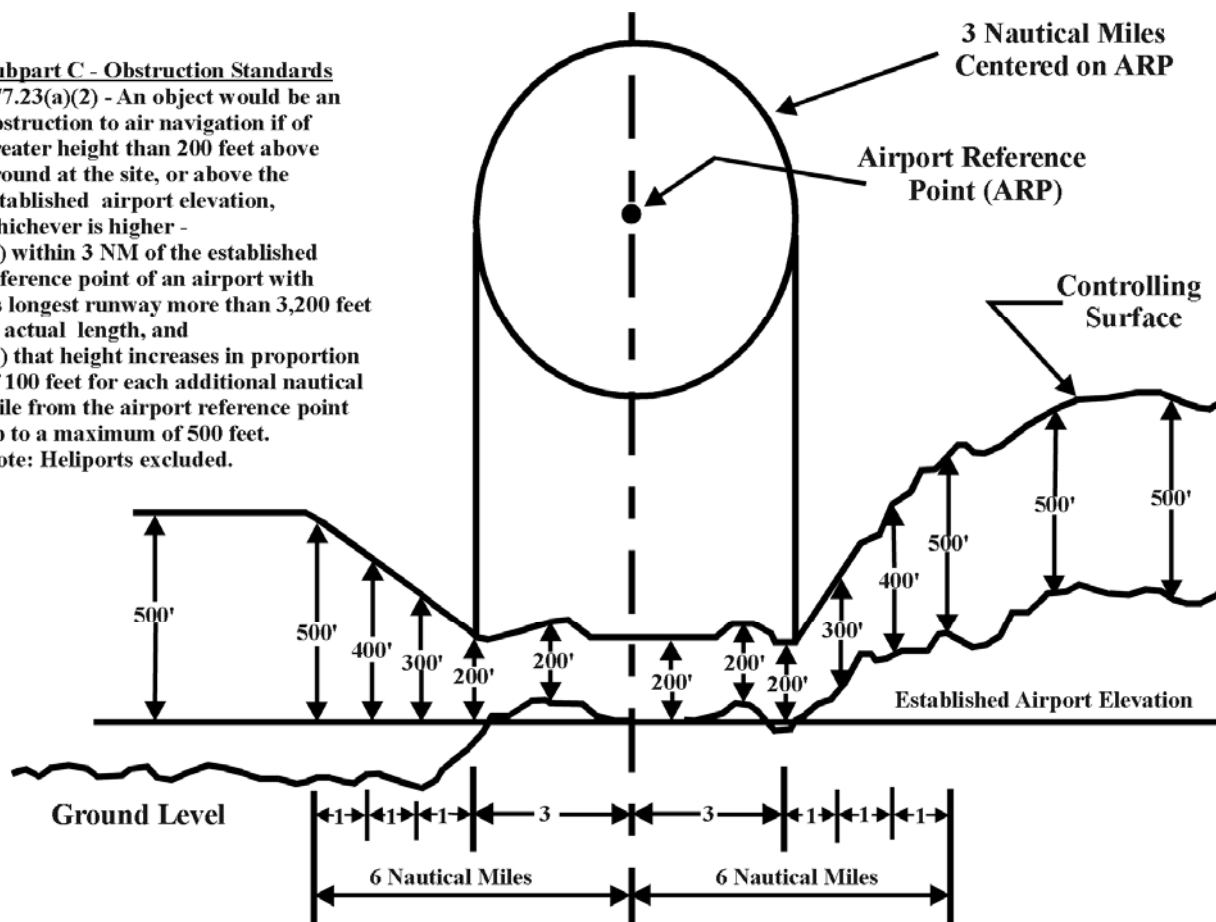 ubpart C - Obstruction Standards
7.23(a)(2) - An object would be an
bstruction to air navigation if of
reater height than 200 feet above
round at the site, or above the
stablished airport elevation,
hichever is higher -
) within 3 NM of the established
ference point of an airport with
s longest runway more than 3,200 feet
actual length, and
) that height increases in proportion
f 100 feet for each additional nautical
ile from the airport reference point
p to a maximum of 500 feet.
ote: Heliports excluded.
3 Nautical Miles
Centered on ARP
Airport Reference
Point (ARP)
Controlling
Surface
500'
500'
400'
300'
200'
200'
200'
200'
200'
300'
400'
500'
500'
500'
Established Airport Elevation
Ground Level
1
1
1
3
3
1
1
1
6 Nautical Miles
6 Nautical Miles